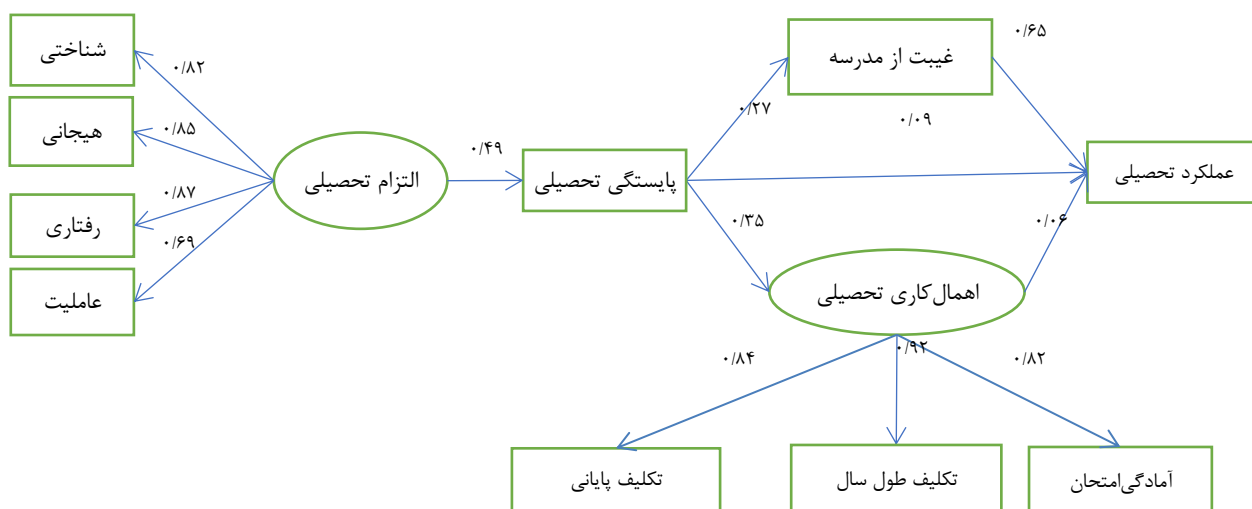 شناختی
۰/۸۲
هیجانی
۰/۸۵
رفتاری
۰/۸۷
عاملیت
۰/۶۹
التزام تحصیلی
۰/۴۹
پایستگی تحصیلی
۰/۲۷
غیبت از مدرسه
۰/۶۵
۰/۰۹
عملکرد تحصیلی
۰/۳۵
۰/۰۶
اهمال‌کاری تحصیلی
۰/۸۴
۰/۹۲
۰/۸۲
تکلیف پایانی
تکلیف طول سال
آمادگی‌امتحان